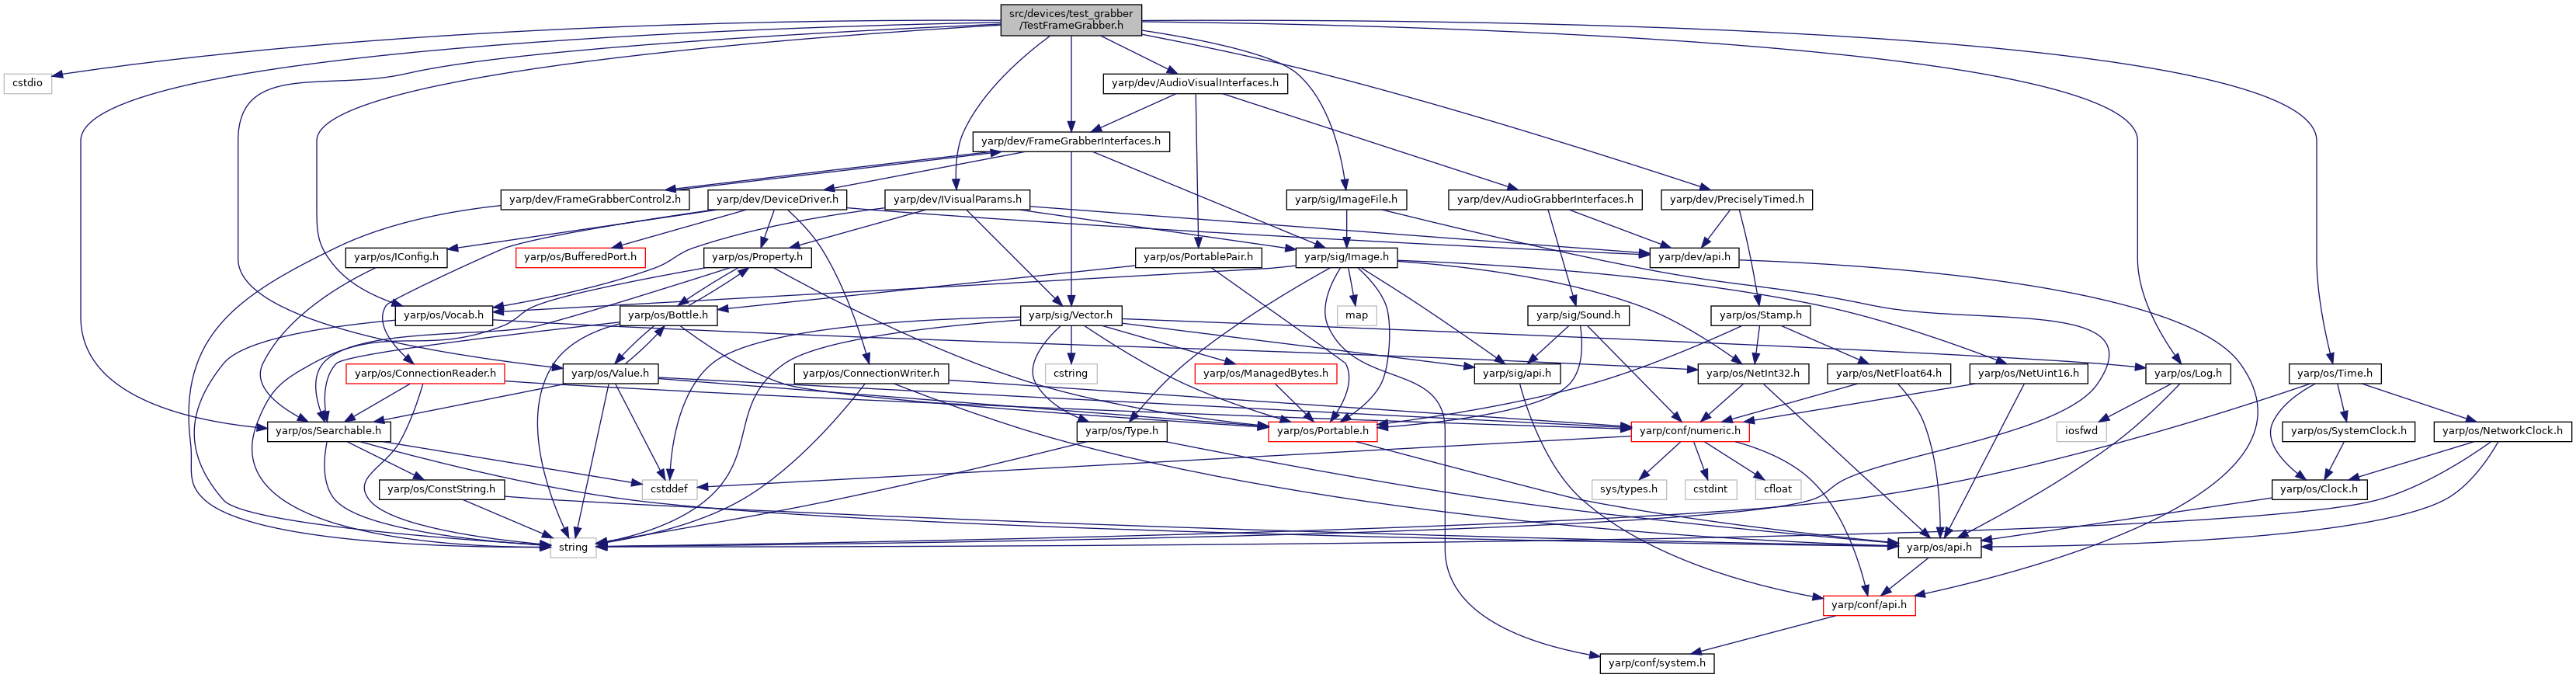 src/devices/test_grabber
/TestFrameGrabber.h
cstdio
yarp/dev/AudioVisualInterfaces.h
yarp/dev/FrameGrabberInterfaces.h
yarp/dev/FrameGrabberControl2.h
yarp/dev/DeviceDriver.h
yarp/dev/IVisualParams.h
yarp/sig/ImageFile.h
yarp/dev/AudioGrabberInterfaces.h
yarp/dev/PreciselyTimed.h
yarp/os/IConfig.h
yarp/os/BufferedPort.h
yarp/os/Property.h
yarp/os/PortablePair.h
yarp/sig/Image.h
yarp/dev/api.h
yarp/os/Vocab.h
yarp/os/Bottle.h
yarp/sig/Vector.h
map
yarp/sig/Sound.h
yarp/os/Stamp.h
yarp/os/ConnectionReader.h
yarp/os/Value.h
yarp/os/ConnectionWriter.h
cstring
yarp/os/ManagedBytes.h
yarp/sig/api.h
yarp/os/NetInt32.h
yarp/os/NetFloat64.h
yarp/os/NetUint16.h
yarp/os/Log.h
yarp/os/Time.h
yarp/os/Searchable.h
yarp/os/Type.h
yarp/os/Portable.h
yarp/conf/numeric.h
iosfwd
yarp/os/SystemClock.h
yarp/os/NetworkClock.h
yarp/os/ConstString.h
cstddef
sys/types.h
cstdint
cfloat
yarp/os/Clock.h
string
yarp/os/api.h
yarp/conf/api.h
yarp/conf/system.h